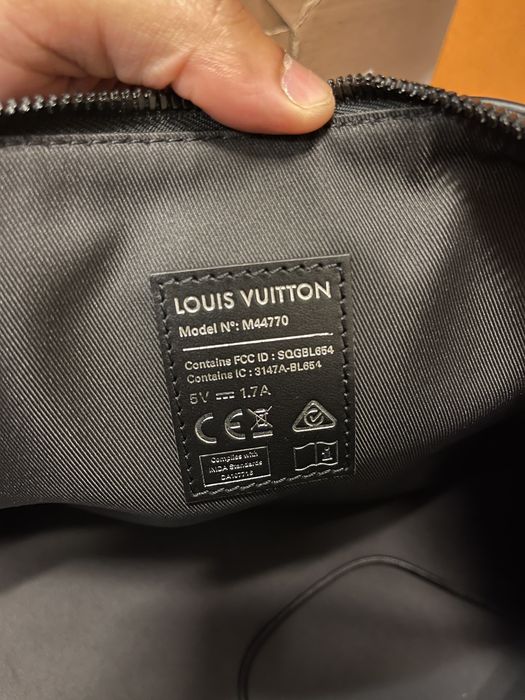 LOUIS VUITTON
Model N°: M44770
Contains FCC ID : SQGBL654
Contains IC : 3147A-BL654
5V ⎓ 1.7A
CE
Complies with
IMDA Standards
DA107715
i